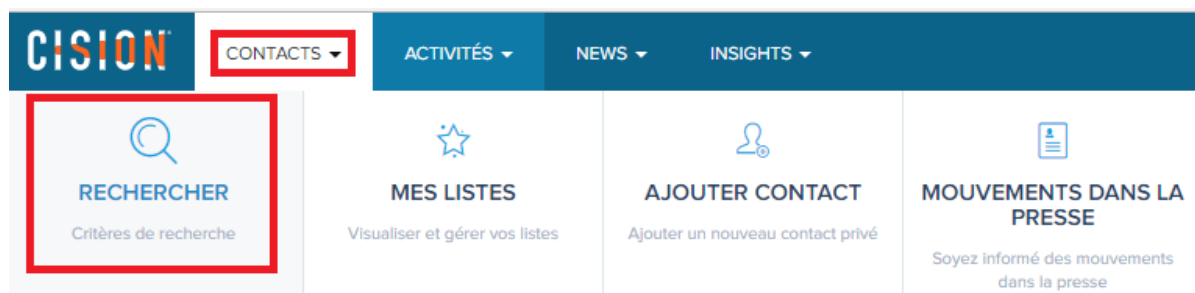 CISION
CONTACTS
ACTIVITÉS
NEWS
INSIGHTS
RECHERCHER
Critères de recherche
MES LISTES
Visualiser et gérer vos listes
AJOUTER CONTACT
Ajouter un nouveau contact privé
MOUVEMENTS DANS LA
PRESSE
Soyez informé des mouvements
dans la presse